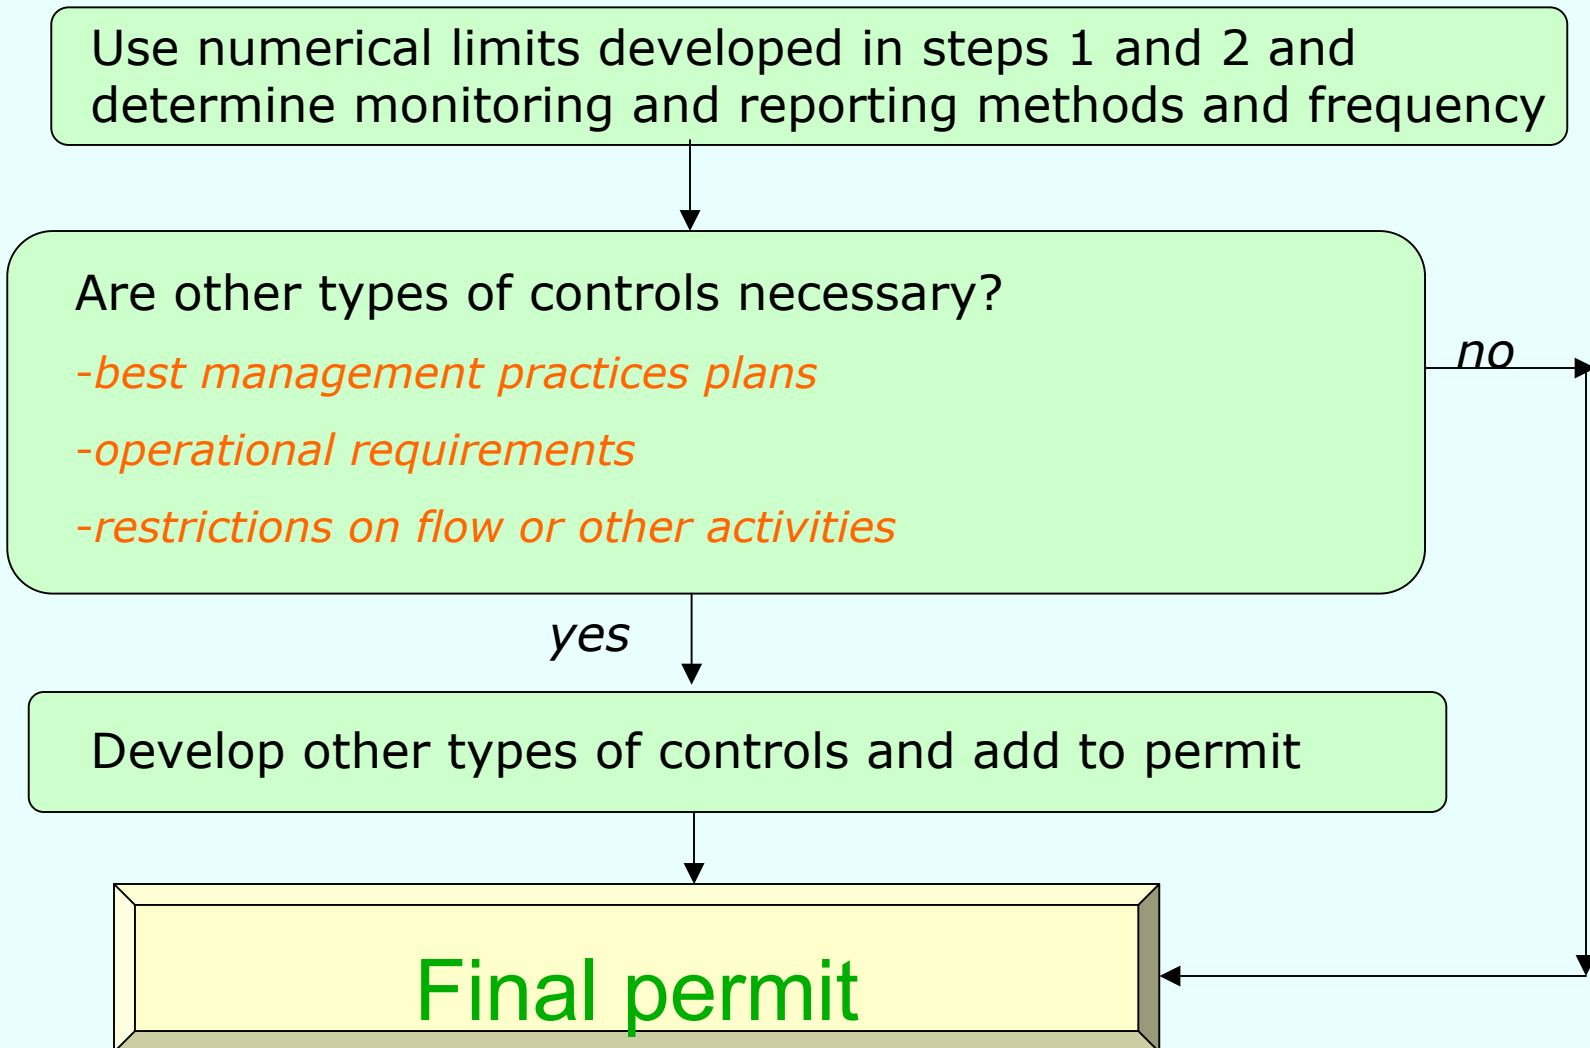 Use numerical limits developed in steps 1 and 2 and
determine monitoring and reporting methods and frequency
Are other types of controls necessary?
-best management practices plans
-operational requirements
-restrictions on flow or other activities
no
yes
Develop other types of controls and add to permit
Final permit